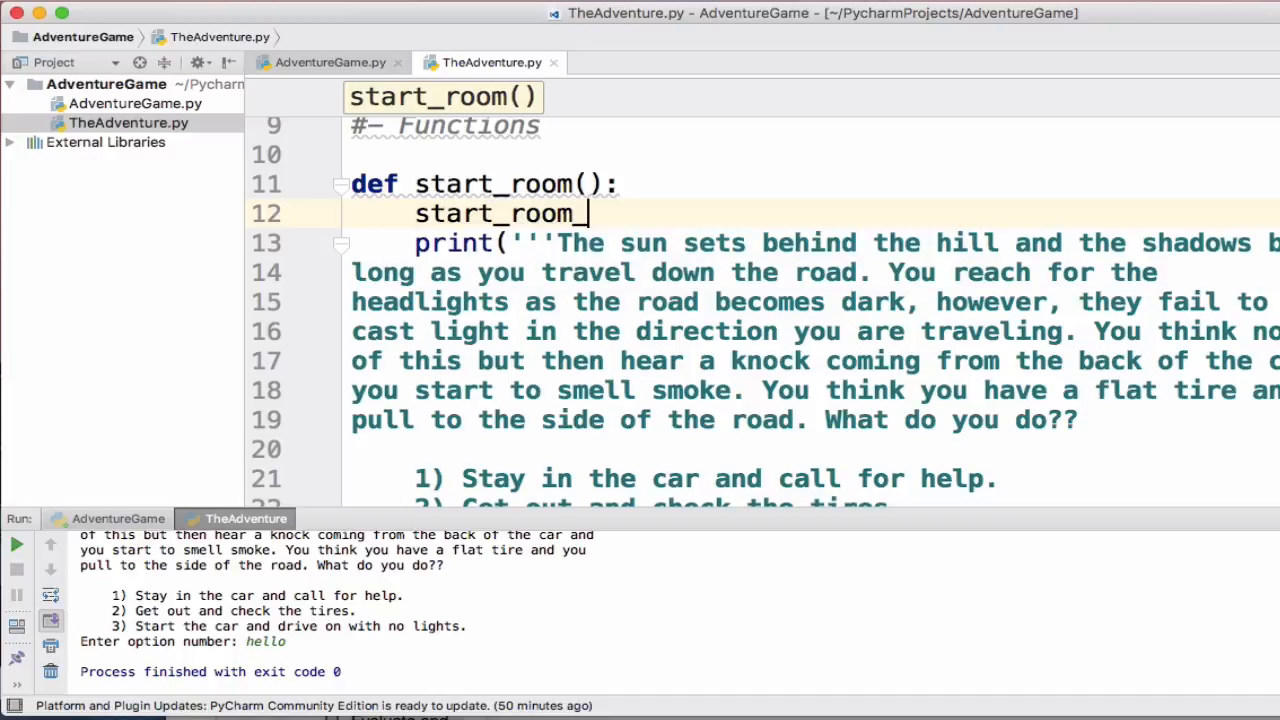 TheAdventure.py - AdventureGame - [~/PycharmProjects/AdventureGame]
AdventureGame TheAdventure.py
Project AdventureGame.py TheAdventure.py
AdventureGame ~/Pycharm
AdventureGame.py
TheAdventure.py
External Libraries
start_room()
9 #— Functions
10
11 def start_room():
12 start_room_
13 print('''The sun sets behind the hill and the shadows b
14 long as you travel down the road. You reach for the
15 headlights as the road becomes dark, however, they fail to
16 cast light in the direction you are traveling. You think no
17 of this but then hear a knock coming from the back of the c
18 you start to smell smoke. You think you have a flat tire an
19 pull to the side of the road. What do you do??
20
21 1) Stay in the car and call for help.
22 2) Get out and check the tires.
Run: AdventureGame TheAdventure
of this but then hear a knock coming from the back of the car and
you start to smell smoke. You think you have a flat tire and you
pull to the side of the road. What do you do??
1) Stay in the car and call for help.
2) Get out and check the tires.
3) Start the car and drive on with no lights.
Enter option number: hello
Process finished with exit code 0
Platform and Plugin Updates: PyCharm Community Edition is ready to update. (50 minutes ago)